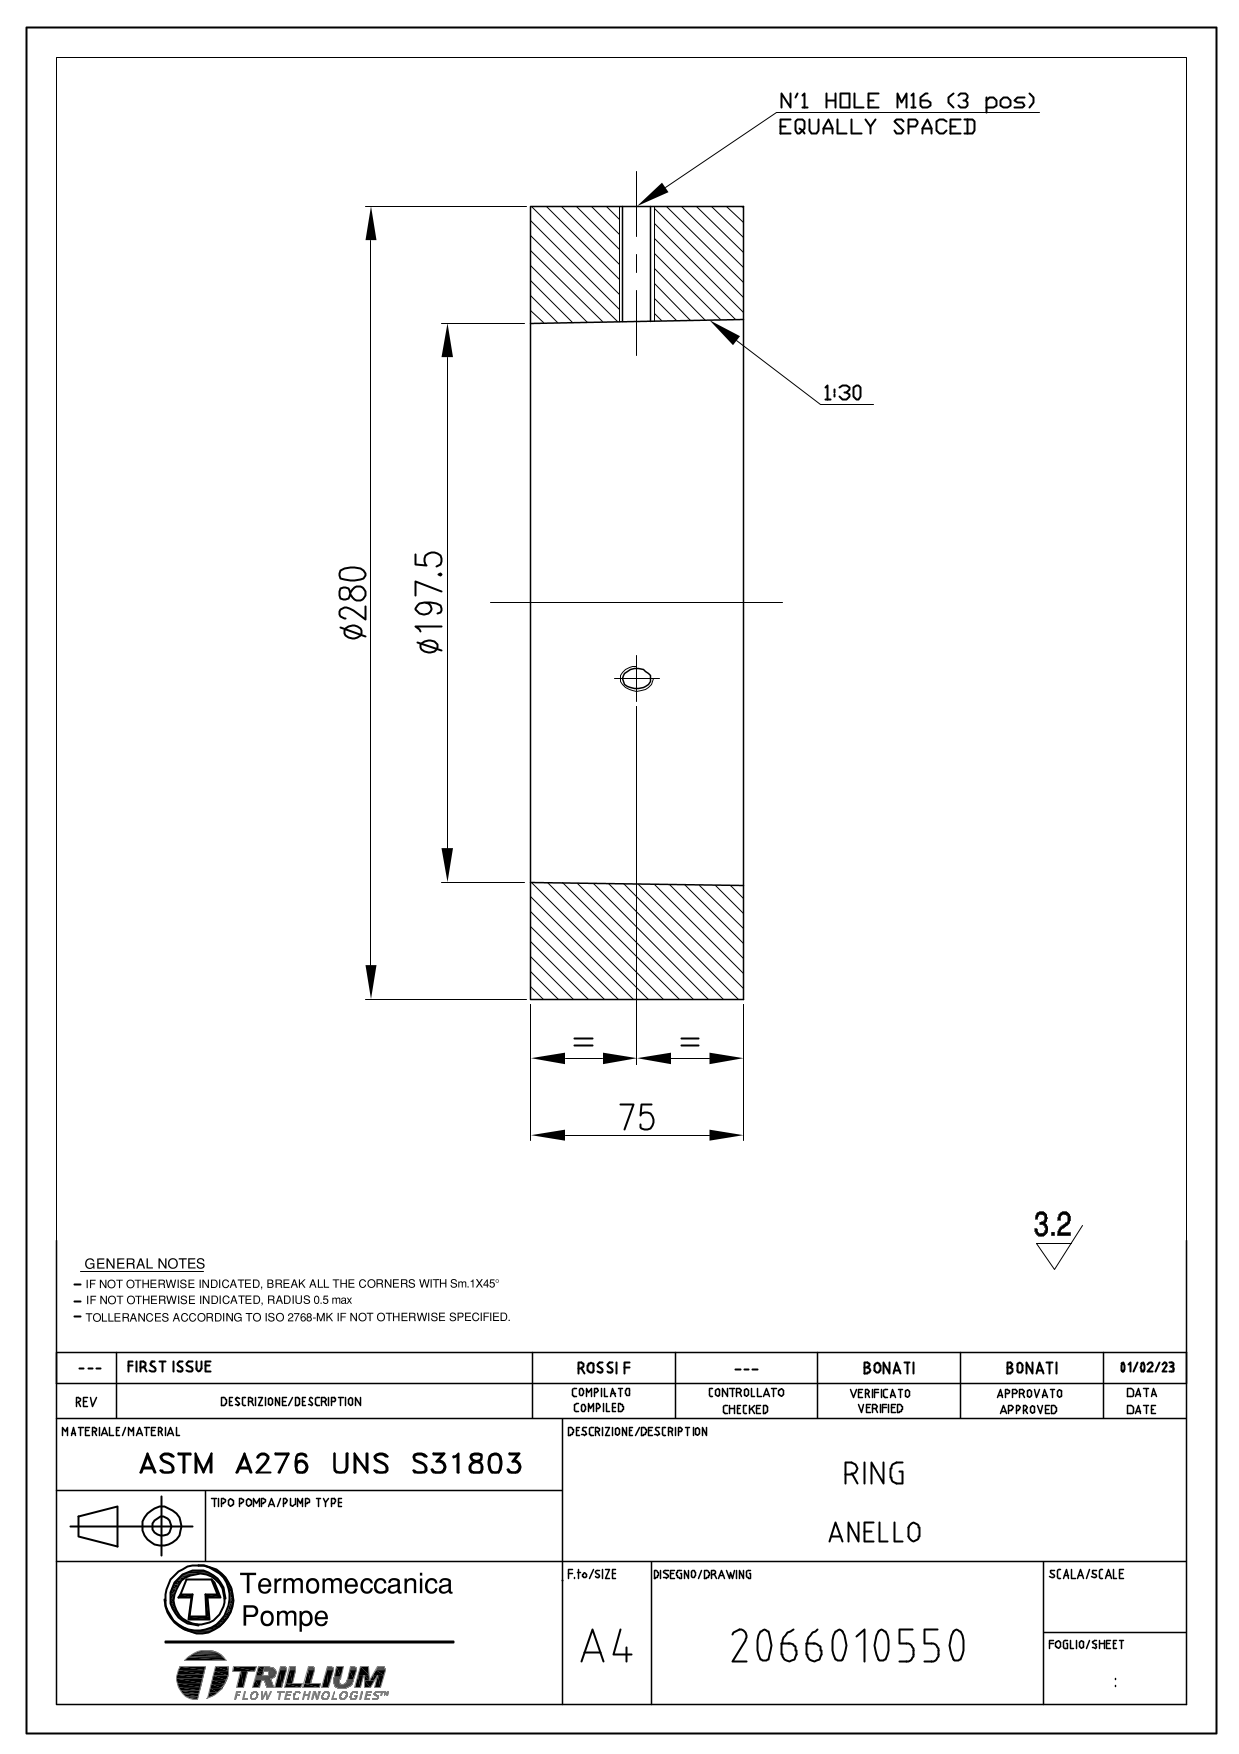 N'1 HOLE M16 (3 pos)
EQUALLY SPACED
1:30
ø280
ø197.5
= =
75
3.2
GENERAL NOTES
– IF NOT OTHERWISE INDICATED, BREAK ALL THE CORNERS WITH Sm.1X45°
– IF NOT OTHERWISE INDICATED, RADIUS 0.5 max
– TOLLERANCES ACCORDING TO ISO 2768-MK IF NOT OTHERWISE SPECIFIED.
--- FIRST ISSUE ROSSI F --- BONATI BONATI 01/02/23
REV DESCRIZIONE/DESCRIPTION COMPILATO CONTROLLATO VERIFICATO APPROVATO DATA
COMPILED CHECKED VERIFIED APPROVED DATE
MATERIALE/MATERIAL DESCRIZIONE/DESCRIPTION
ASTM A276 UNS S31803
RING
TIPO POMPA/PUMP TYPE
ANELLO
Termomeccanica
Pompe
TRILLIUM
FLOW TECHNOLOGIES™
F.to/SIZE DISEGNO/DRAWING SCALA/SCALE
A4 2066010550
FOGLIO/SHEET
: